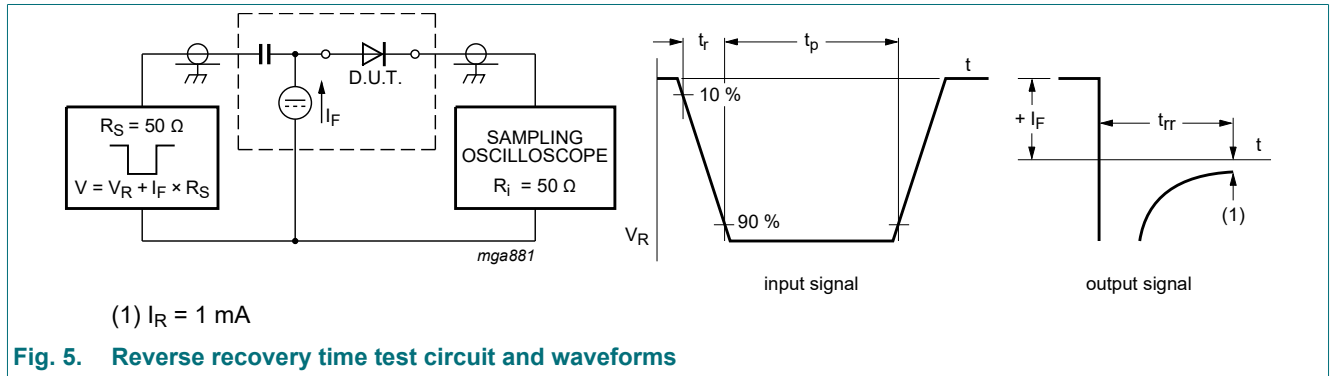 D.U.T.
I_F
R_S = 50 Ω
V = V_R + I_F × R_S
SAMPLING
OSCILLOSCOPE
R_i = 50 Ω
mga881
t_r
t_p
t
10 %
90 %
V_R
input signal
+ I_F
t_rr
t
(1)
output signal
(1) I_R = 1 mA
Fig. 5. Reverse recovery time test circuit and waveforms